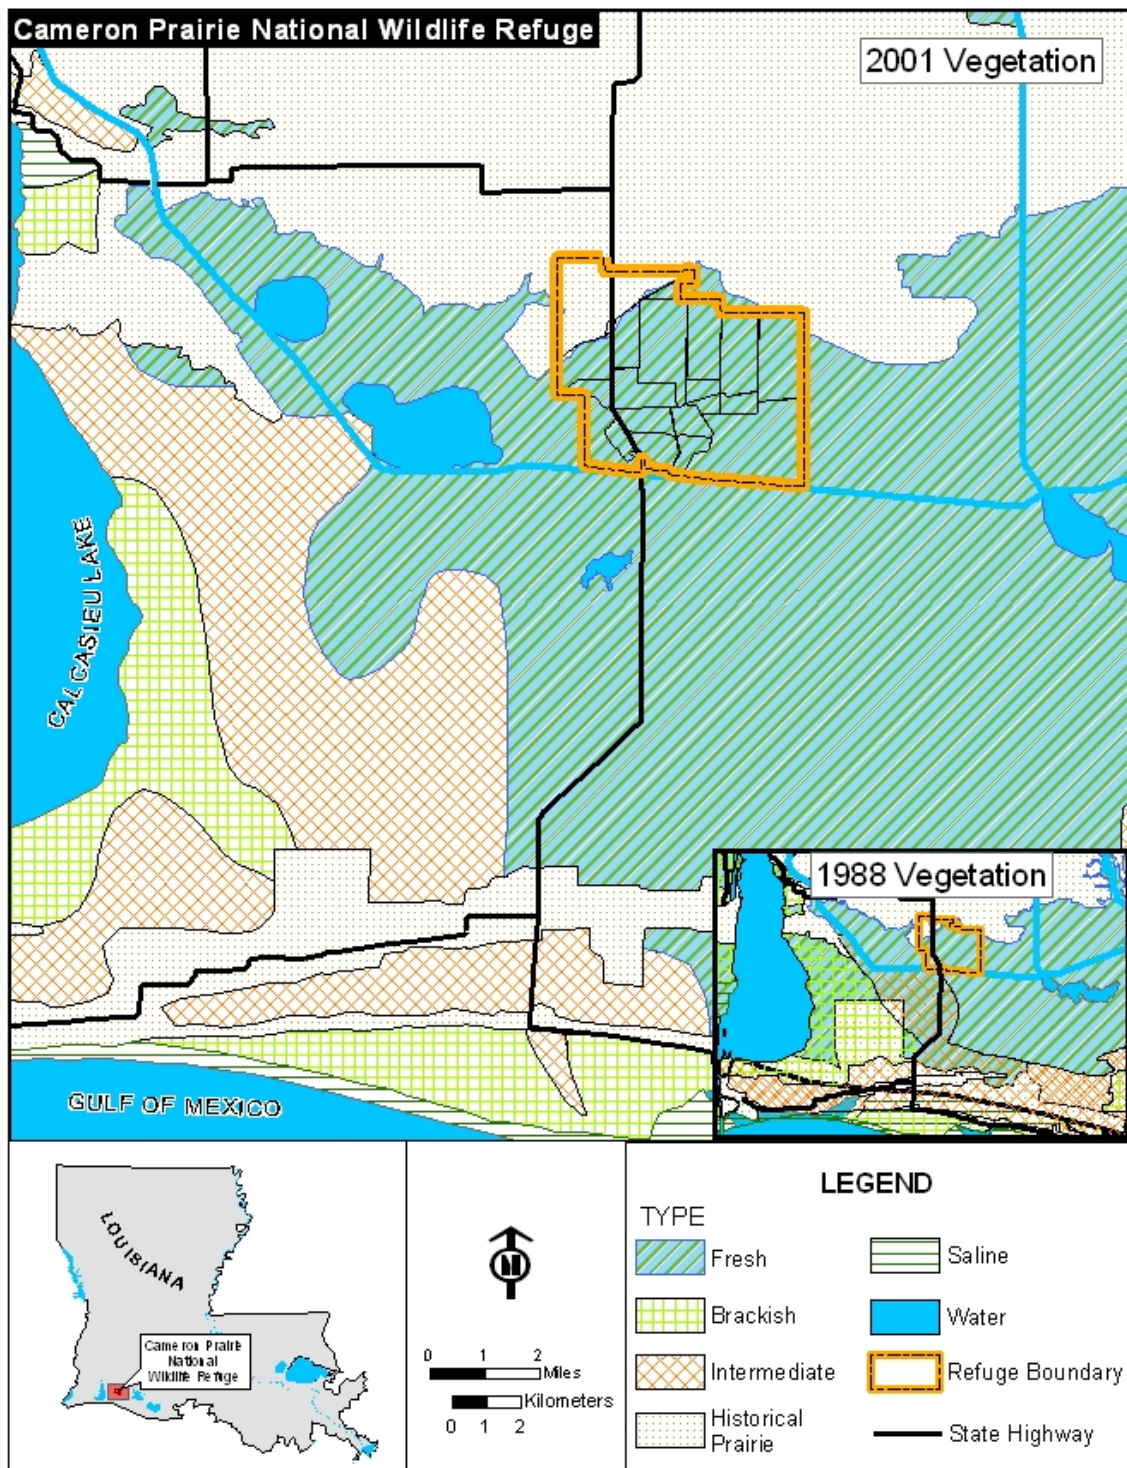 Cameron Prairie National Wildlife Refuge
2001 Vegetation
CALCASIEU LAKE
1988 Vegetation
GULF OF MEXICO
LOUISIANA
Cameron Prairie
National
Wildlife Refuge
N
0 1 2
Miles
Kilometers
0 1 2
LEGEND
TYPE
Fresh
Brackish
Intermediate
Historical
Prairie
Saline
Water
Refuge Boundary
State Highway